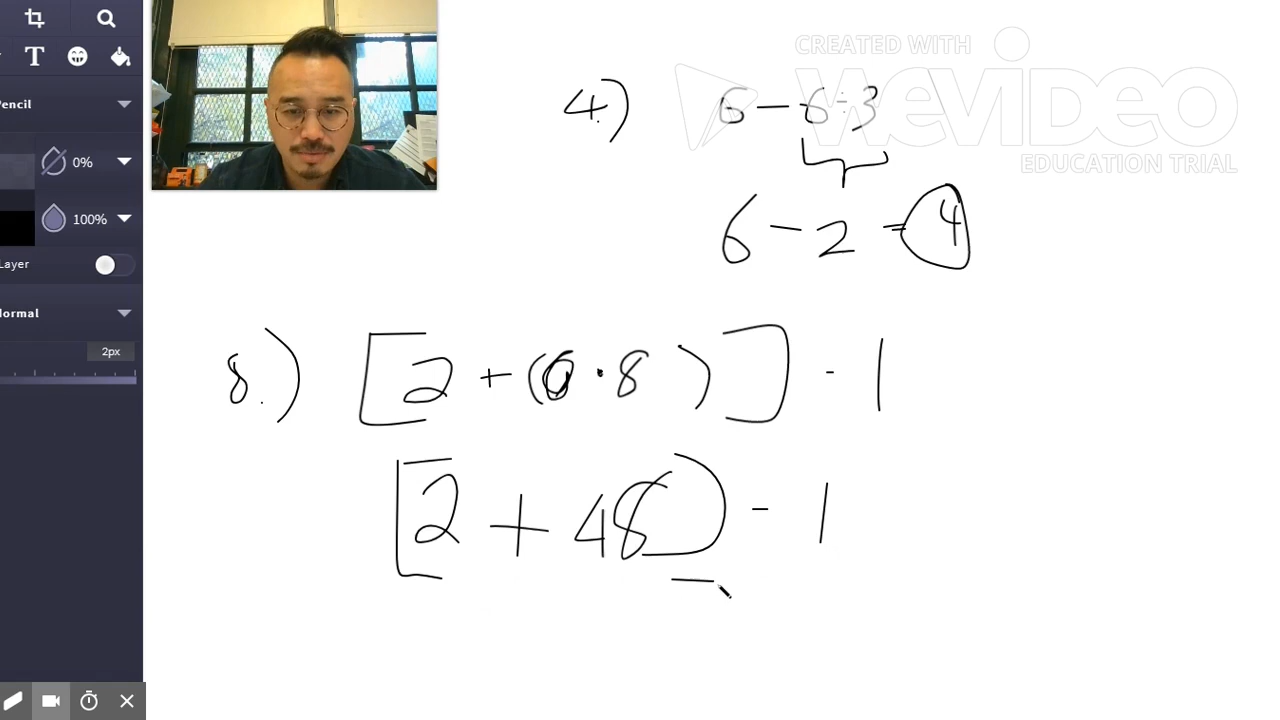 CREATED WITH
WEVIDEO
EDUCATION TRIAL
T
Pencil
0%
100%
Layer
Normal
2px
4.) 6 - 6 ÷ 3
6 - 2 = 4
8.) [2 + (6 · 8)] - 1
[2 + 48) - 1